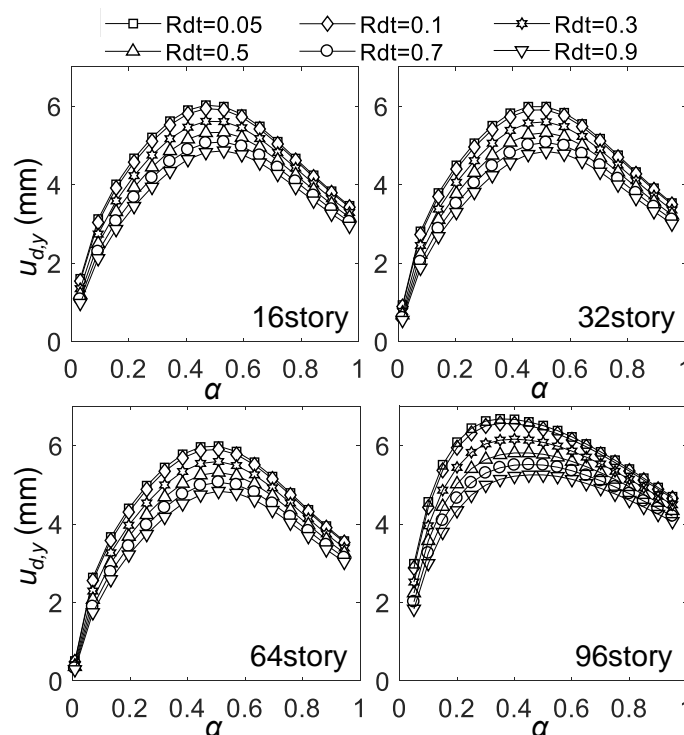 Rdt=0.05 Rdt=0.1 Rdt=0.3
Rdt=0.5 Rdt=0.7 Rdt=0.9
6
4
2
0
u_{d,y} (mm)
16story
0 0.2 0.4 0.6 0.8 1
α
6
4
2
0
32story
0 0.2 0.4 0.6 0.8 1
α
6
4
2
0
u_{d,y} (mm)
64story
0 0.2 0.4 0.6 0.8 1
α
6
4
2
0
96story
0 0.2 0.4 0.6 0.8 1
α